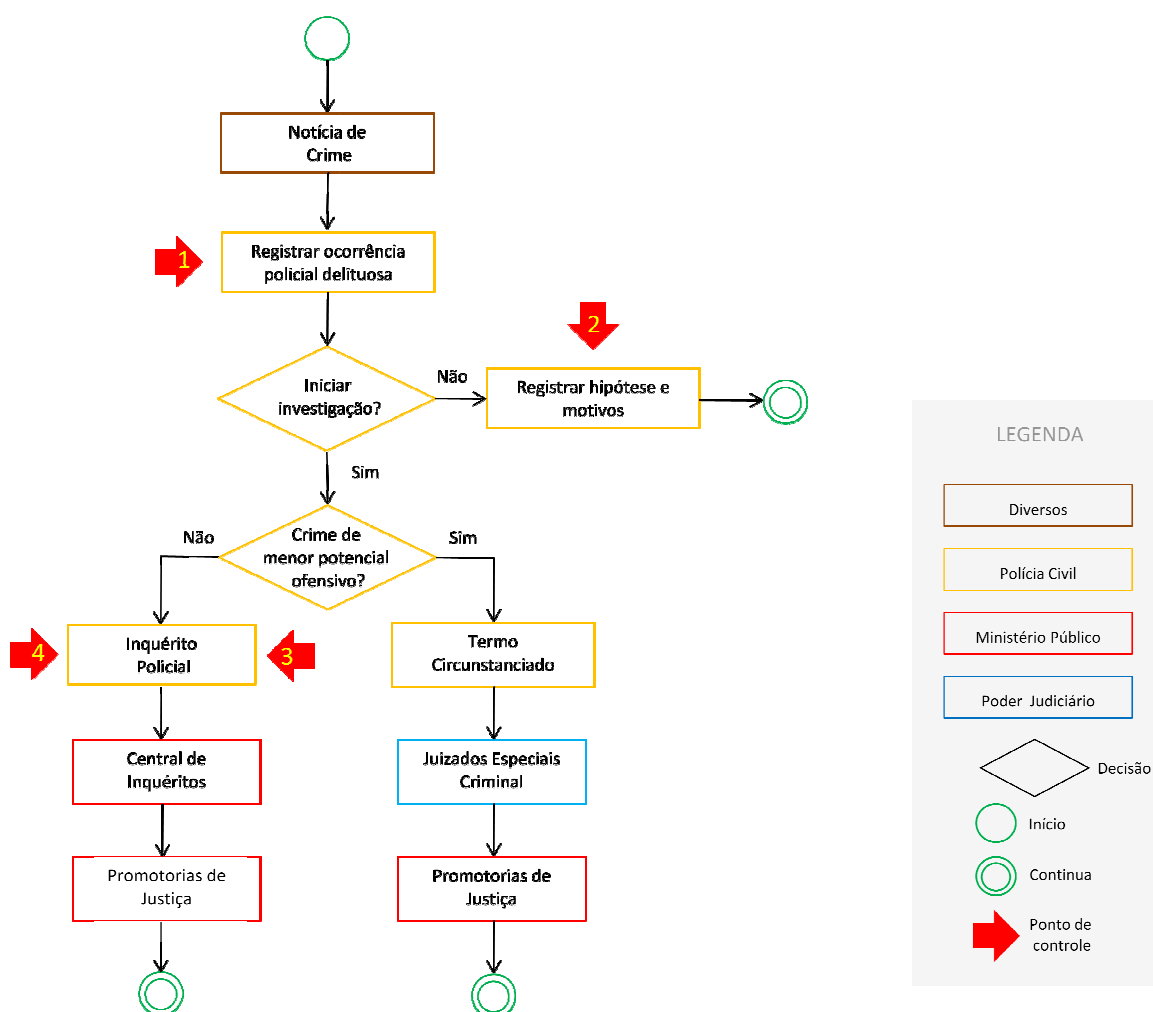 Notícia de
Crime
1
Registrar ocorrência
policial delituosa
2
Iniciar
investigação?
Não
Registrar hipótese e
motivos
Sim
Não
Crime de
menor potencial
ofensivo?
Sim
4
Inquérito
Policial
3
Termo
Circunstanciado
Central de
Inquéritos
Juizados Especiais
Criminal
Promotorias de
Justiça
Promotorias de
Justiça
LEGENDA
Diversos
Polícia Civil
Ministério Público
Poder Judiciário
Decisão
Início
Continua
Ponto de
controle